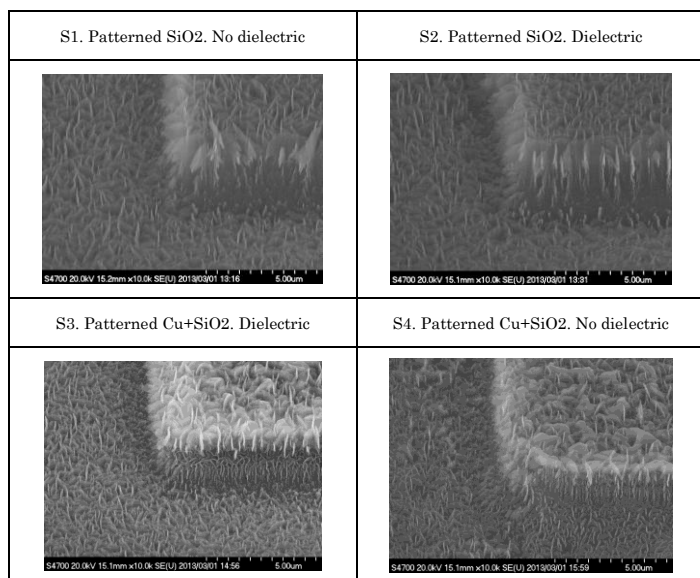 S1. Patterned SiO2. No dielectric
S2. Patterned SiO2. Dielectric
S4700 20.0kV 15.2mm x10.0k SE(U) 2013/03/01 13:16 5.00um
S4700 20.0kV 15.1mm x10.0k SE(U) 2013/03/01 13:31 5.00um
S3. Patterned Cu+SiO2. Dielectric
S4. Patterned Cu+SiO2. No dielectric
S4700 20.0kV 15.1mm x10.0k SE(U) 2013/03/01 14:56 5.00um
S4700 20.0kV 15.1mm x10.0k SE(U) 2013/03/01 15:59 5.00um